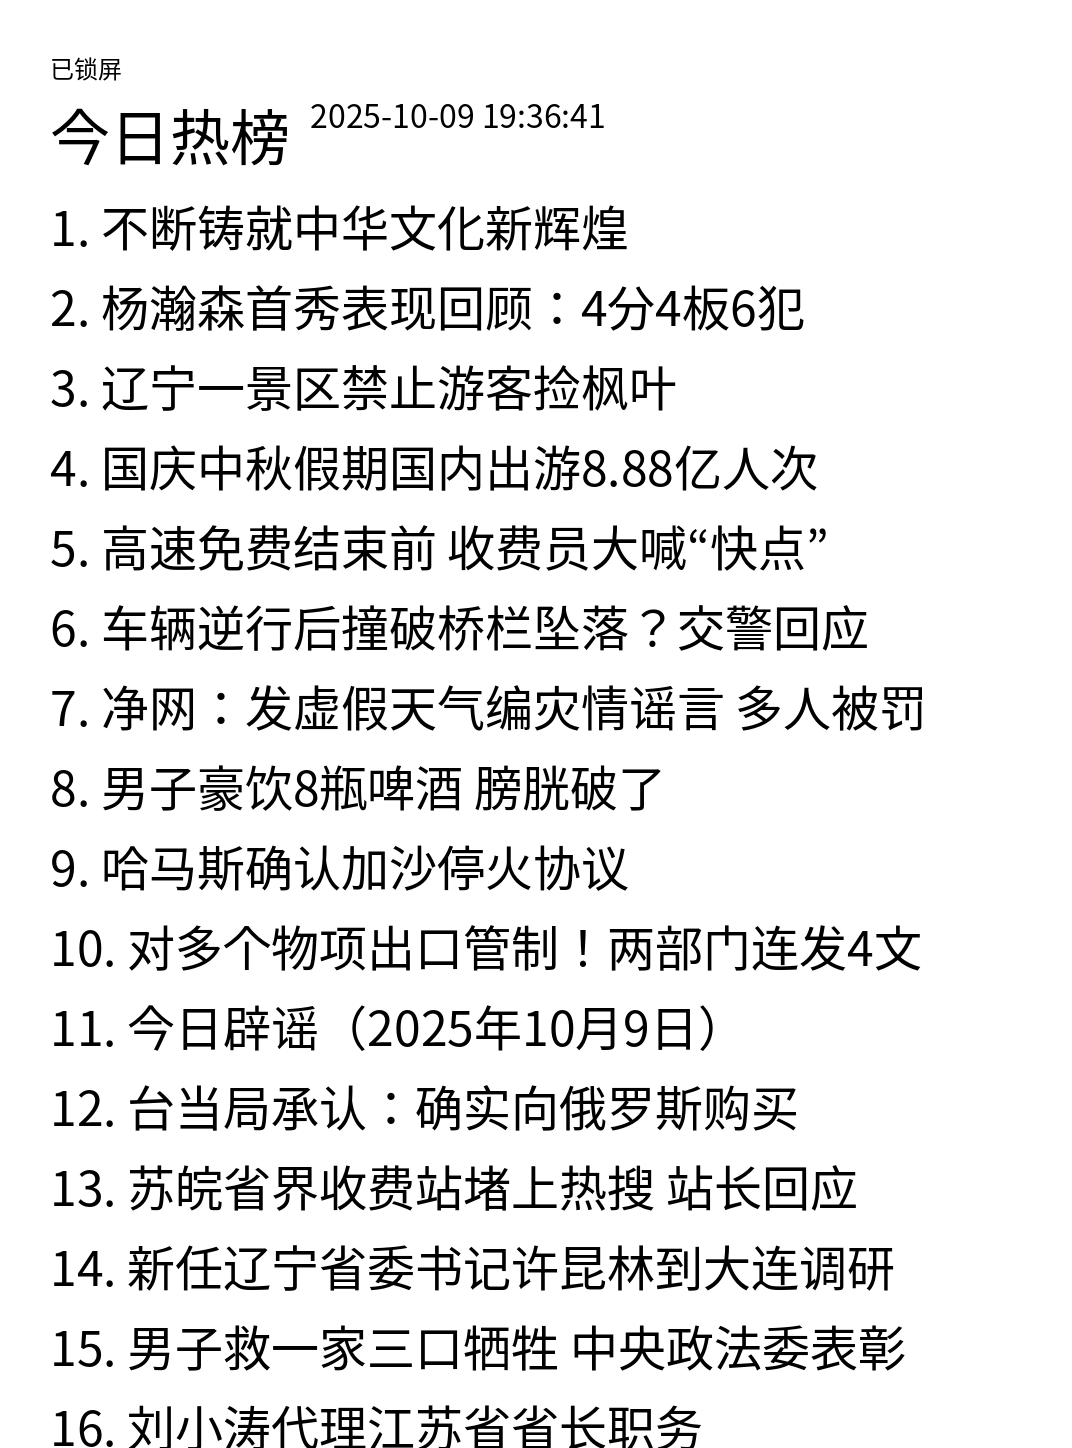 已锁屏
今日热榜 2025-10-09 19:36:41
1. 不断铸就中华文化新辉煌
2. 杨瀚森首秀表现回顾：4分4板6犯
3. 辽宁一景区禁止游客捡枫叶
4. 国庆中秋假期国内出游8.88亿人次
5. 高速免费结束前 收费员大喊“快点”
6. 车辆逆行后撞破桥栏坠落？交警回应
7. 净网：发虚假天气编灾情谣言 多人被罚
8. 男子豪饮8瓶啤酒 膀胱破了
9. 哈马斯确认加沙停火协议
10. 对多个物项出口管制！两部门连发4文
11. 今日辟谣（2025年10月9日）
12. 台当局承认：确实向俄罗斯购买
13. 苏皖省界收费站堵上热搜 站长回应
14. 新任辽宁省委书记许昆林到大连调研
15. 男子救一家三口牺牲 中央政法委表彰
16. 刘小涛代理江苏省省长职务